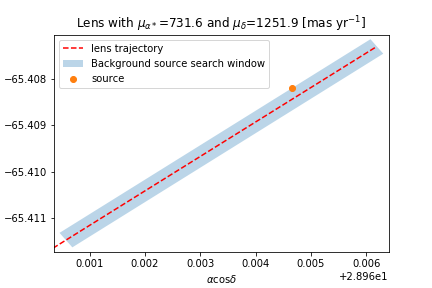 Lens with μα*=731.6 and μδ=1251.9 [mas yr⁻¹]
lens trajectory
Background source search window
source
−65.408
−65.409
−65.410
−65.411
0.001 0.002 0.003 0.004 0.005 0.006
+2.896e1
αcosδ